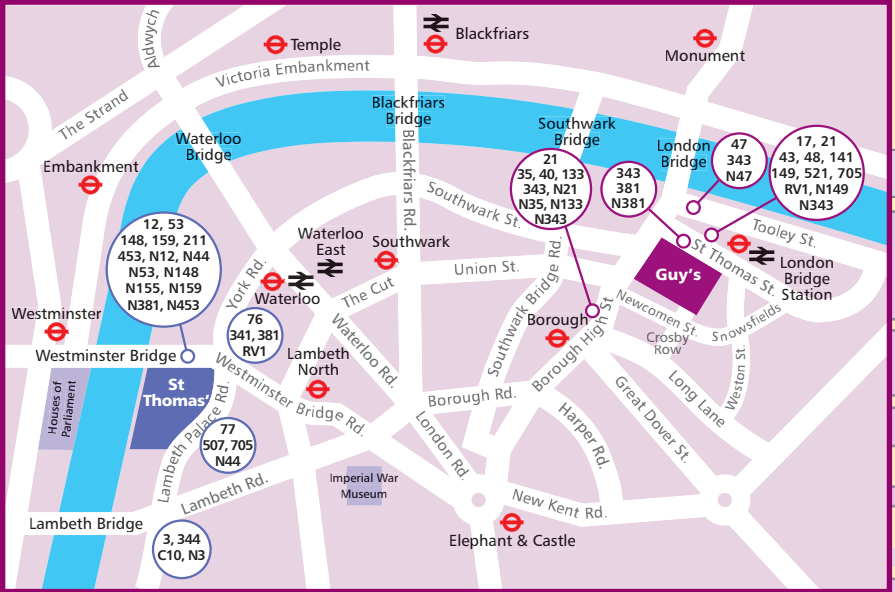 Aldwych
Temple
Blackfriars
Monument
Victoria Embankment
The Strand
Blackfriars
Bridge
Waterloo
Bridge
Southwark
Bridge
London
Bridge
47
343
N47
17, 21
43, 48, 141
149, 521, 705
RV1, N149
N343
Embankment
Blackfriars Rd.
21
35, 40, 133
343, N21
N35, N133
N343
343
381
N381
Southwark St.
12, 53
148, 159, 211
453, N12, N44
N53, N148
N155, N159
N381, N453
Waterloo
East
Southwark
Tooley St.
St Thomas St.
London
Bridge
Station
Guy's
York Rd.
Waterloo
The Cut
Union St.
Southwark Bridge Rd.
Westminster
Newcomen St.
Snowsfields
Borough
Borough High St
Crosby
Row
76
341, 381
RV1
Waterloo Rd.
Westminster Bridge
Lambeth
North
Weston St.
Houses of
Parliament
St
Thomas'
Westminster Bridge Rd.
Long Lane
Great Dover St.
Borough Rd.
Harper Rd.
Lambeth Palace Rd.
77
507, 705
N44
London Rd.
Lambeth Rd.
Imperial War
Museum
New Kent Rd.
Lambeth Bridge
Elephant & Castle
3, 344
C10, N3